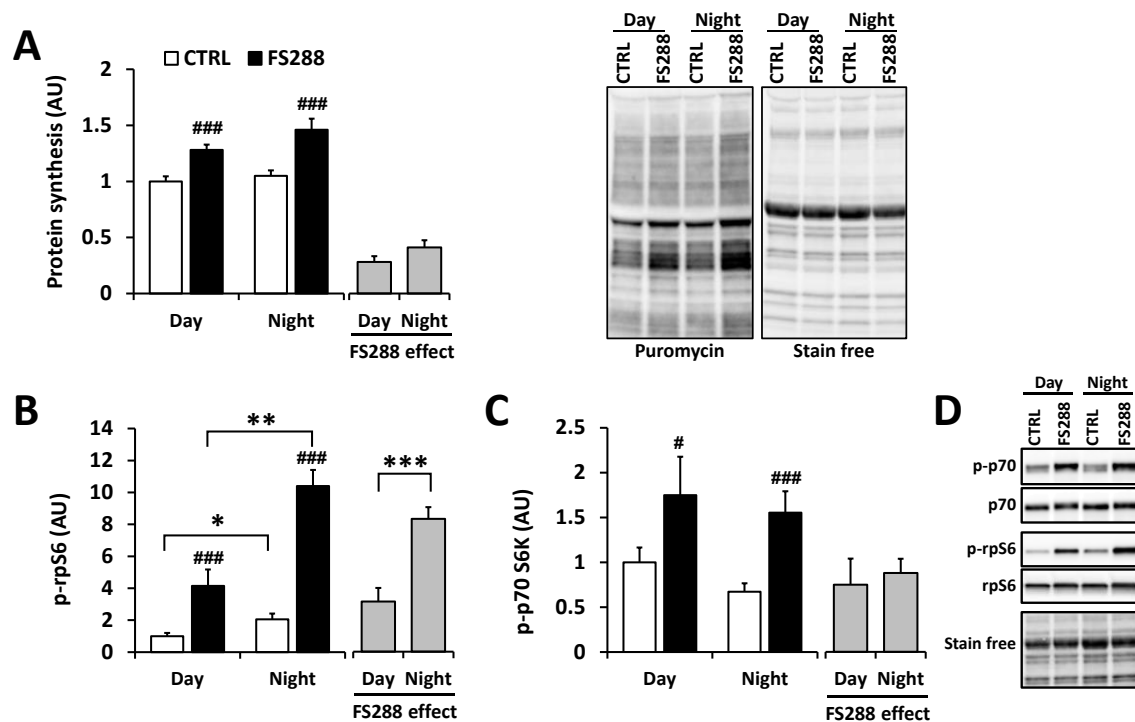 A
CTRL FS288
Protein synthesis (AU)
2
1.5
1
0.5
0
###
###
Day Night Day Night
FS288 effect
Day Night
CTRL FS288 CTRL FS288
Puromycin
Day Night
CTRL FS288 CTRL FS288
Stain free
B
p-rpS6 (AU)
14
12
10
8
6
4
2
0
**
###
***
*
###
Day Night Day Night
FS288 effect
C
p-p70 S6K (AU)
2.5
2
1.5
1
0.5
0
#
###
Day Night Day Night
FS288 effect
D
Day Night
CTRL FS288 CTRL FS288
p-p70
p70
p-rpS6
rpS6
Stain free